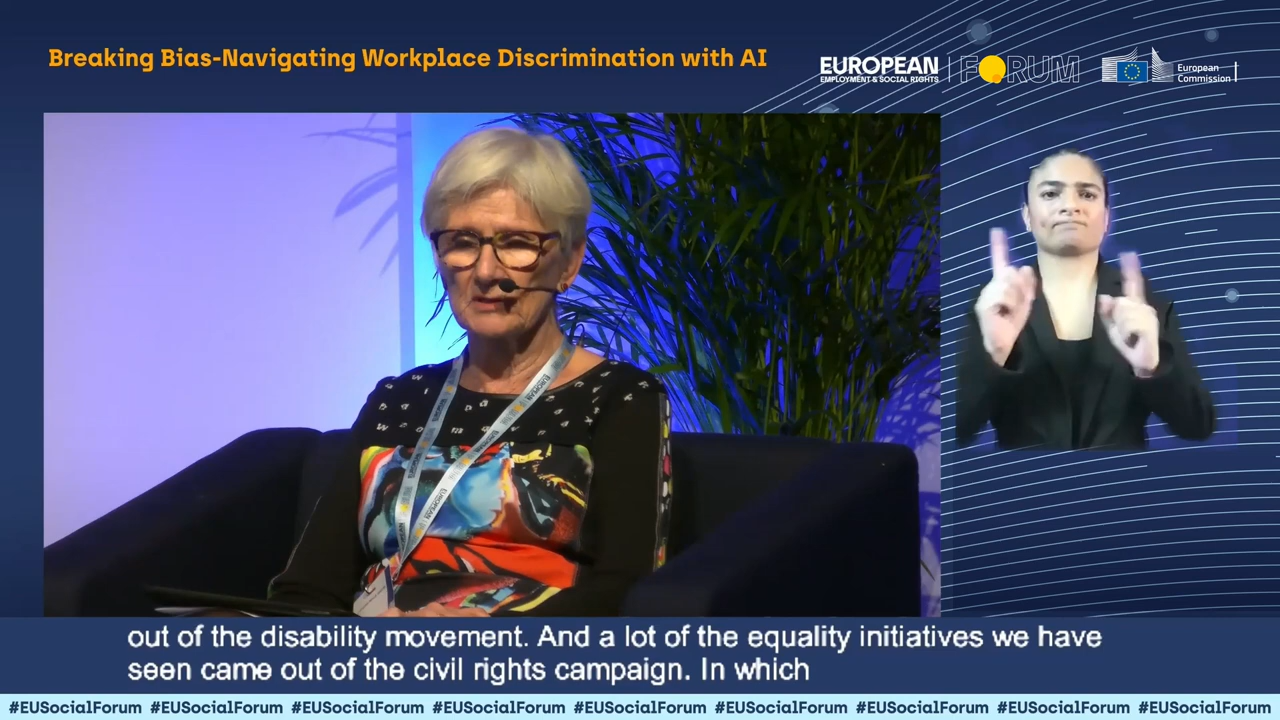 Breaking Bias-Navigating Workplace Discrimination with AI
EUROPEAN
EMPLOYMENT & SOCIAL RIGHTS
FORUM
European
Commission
out of the disability movement. And a lot of the equality initiatives we have
seen came out of the civil rights campaign. In which
#EUSocialForum #EUSocialForum #EUSocialForum #EUSocialForum #EUSocialForum #EUSocialForum #EUSocialForum #EUSocialForum #EUSocialForum